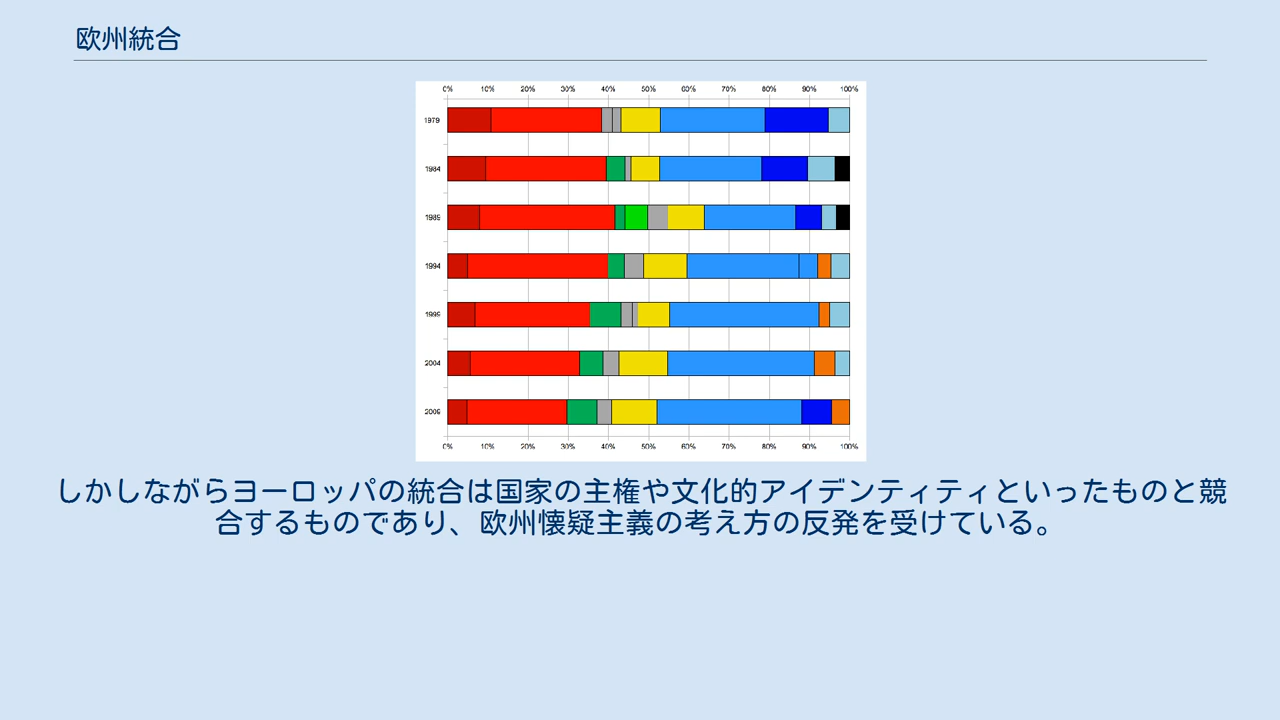 欧州統合
0% 10% 20% 30% 40% 50% 60% 70% 80% 90% 100%
1979
1984
1989
1994
1999
2004
2009
0% 10% 20% 30% 40% 50% 60% 70% 80% 90% 100%
しかしながらヨーロッパの統合は国家の主権や文化的アイデンティティといったものと競
合するものであり、欧州懐疑主義の考え方の反発を受けている。